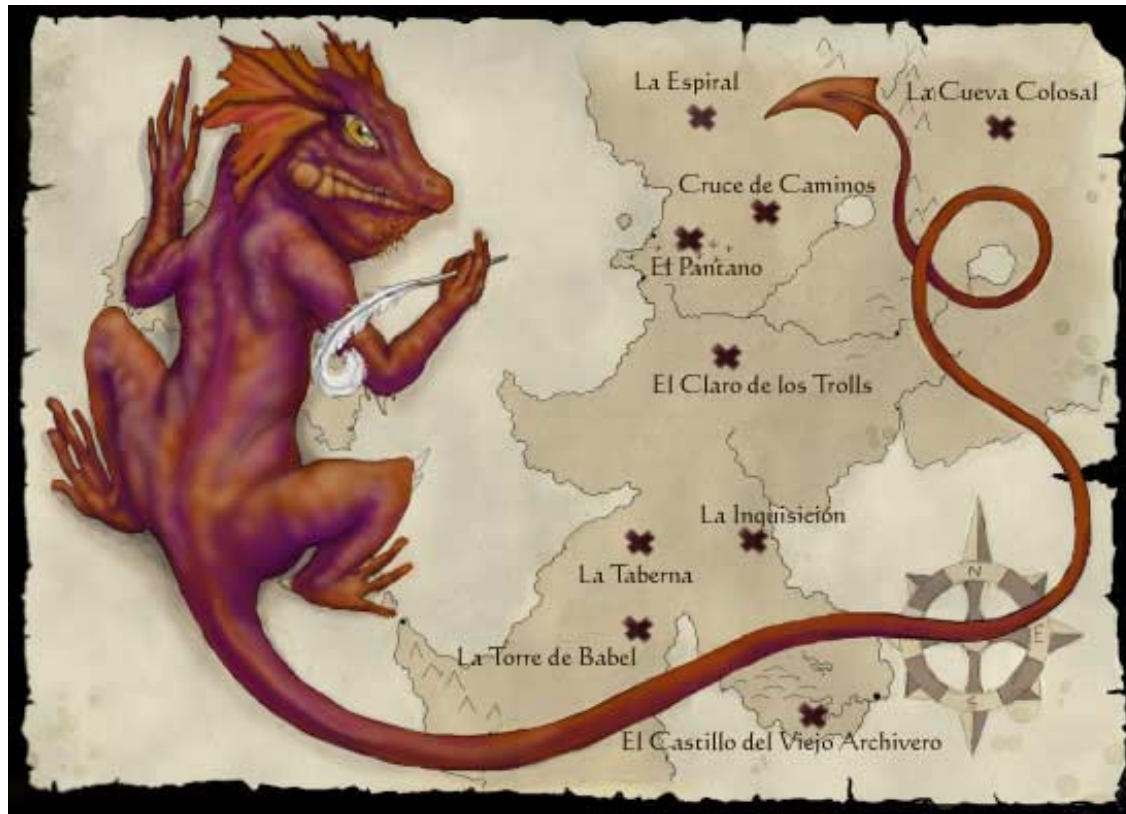 La Espiral
La Cueva Colosal
Cruce de Caminos
El Pantano
El Claro de los Trolls
La Inquisición
La Taberna
La Torre de Babel
El Castillo del Viejo Archivero
N
E
S